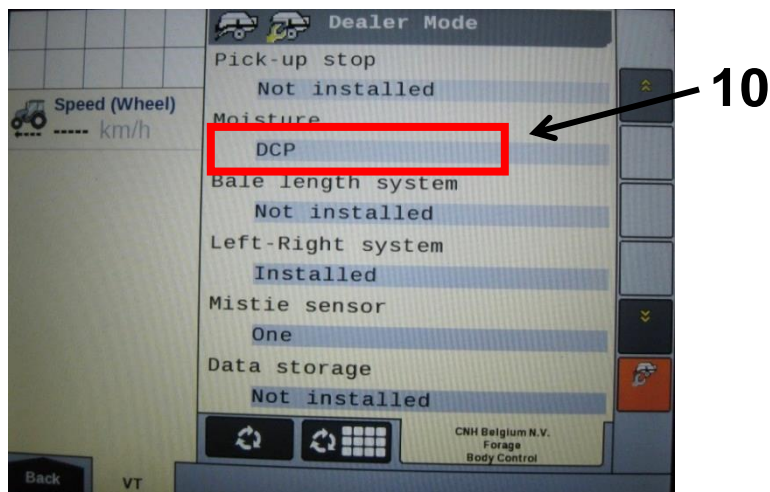 Dealer Mode
Pick-up stop
Not installed
10
Speed (Wheel)
----- km/h
Moisture
DCP
Bale length system
Not installed
Left-Right system
Installed
Mistie sensor
One
Data storage
Not installed
CNH Belgium N.V.
Forage
Body Control
Back
VT